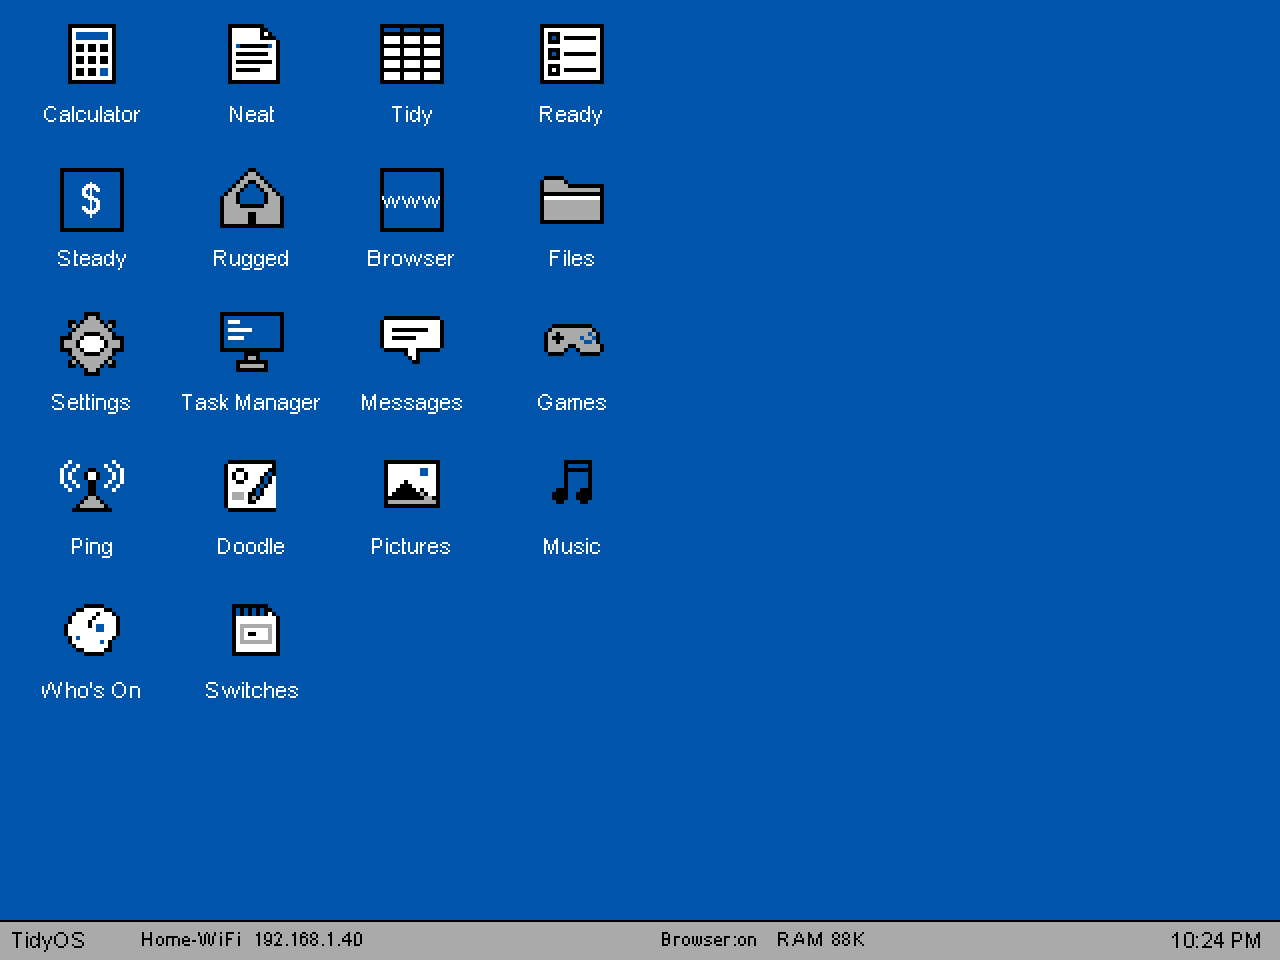 Calculator Neat Tidy Ready
$ www
Steady Rugged Browser Files
Settings Task Manager Messages Games
Ping Doodle Pictures Music
Who's On Switches
TidyOS Home-WiFi 192.168.1.40 Browser:on RAM 88K 10:24 PM